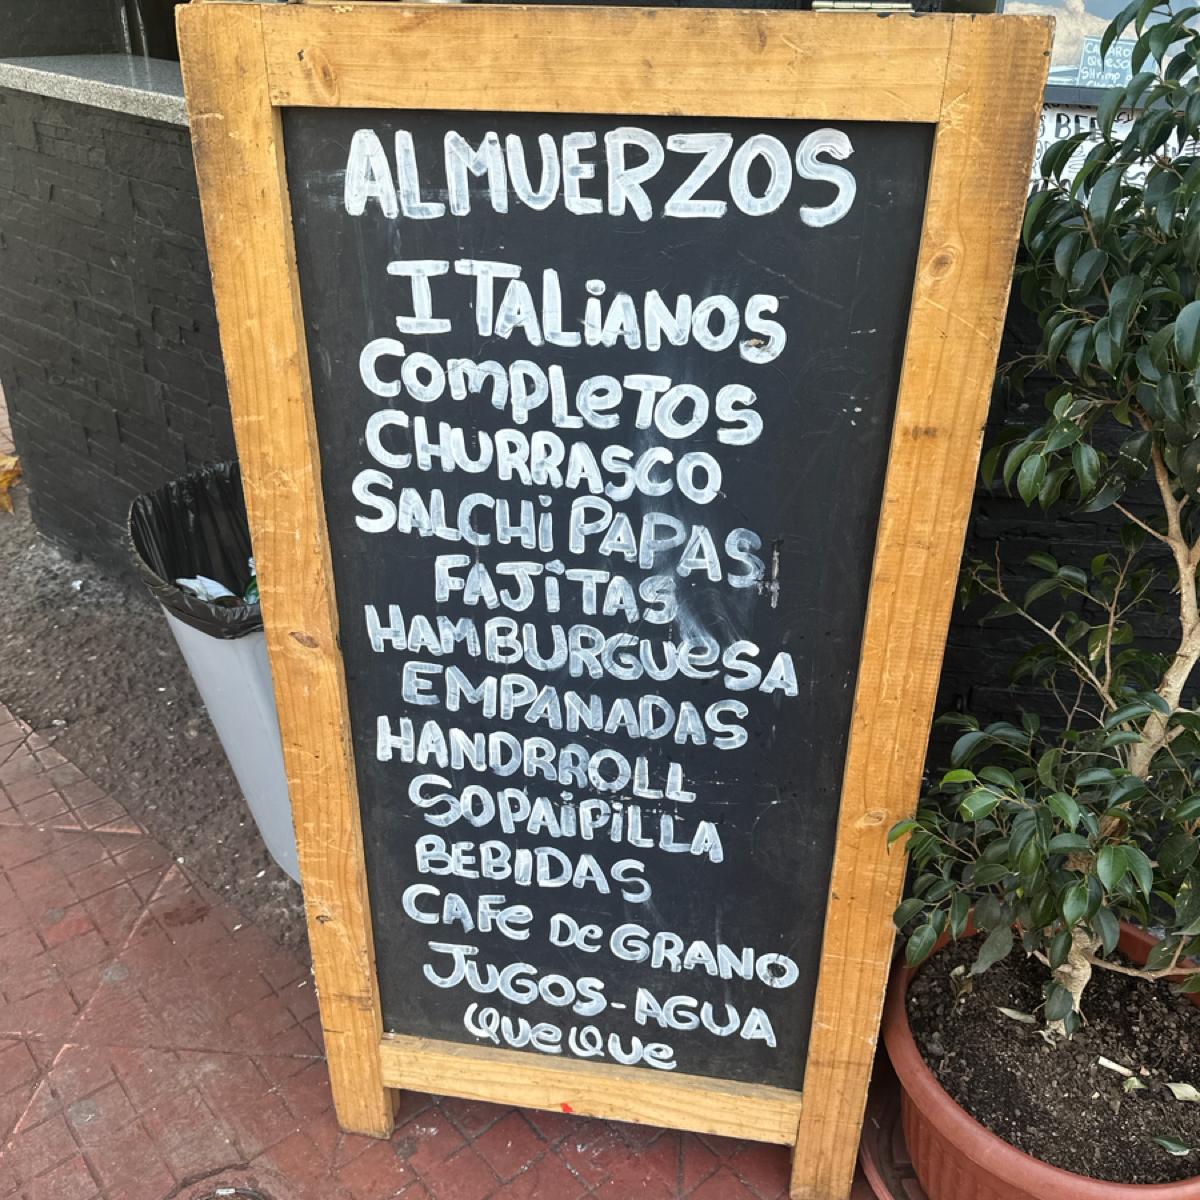 ALMUERZOS
ITALiANOS
COmPLeTOS
CHURRASCO
SALCHi PAPAS
FAJiTAS
HAMBURGUeSA
EMPANADAS
HANDRROLL
SOPAiPiLLA
BEBIDAS
CAFe De GRANO
JUGOS-AGUA
QUeQUe